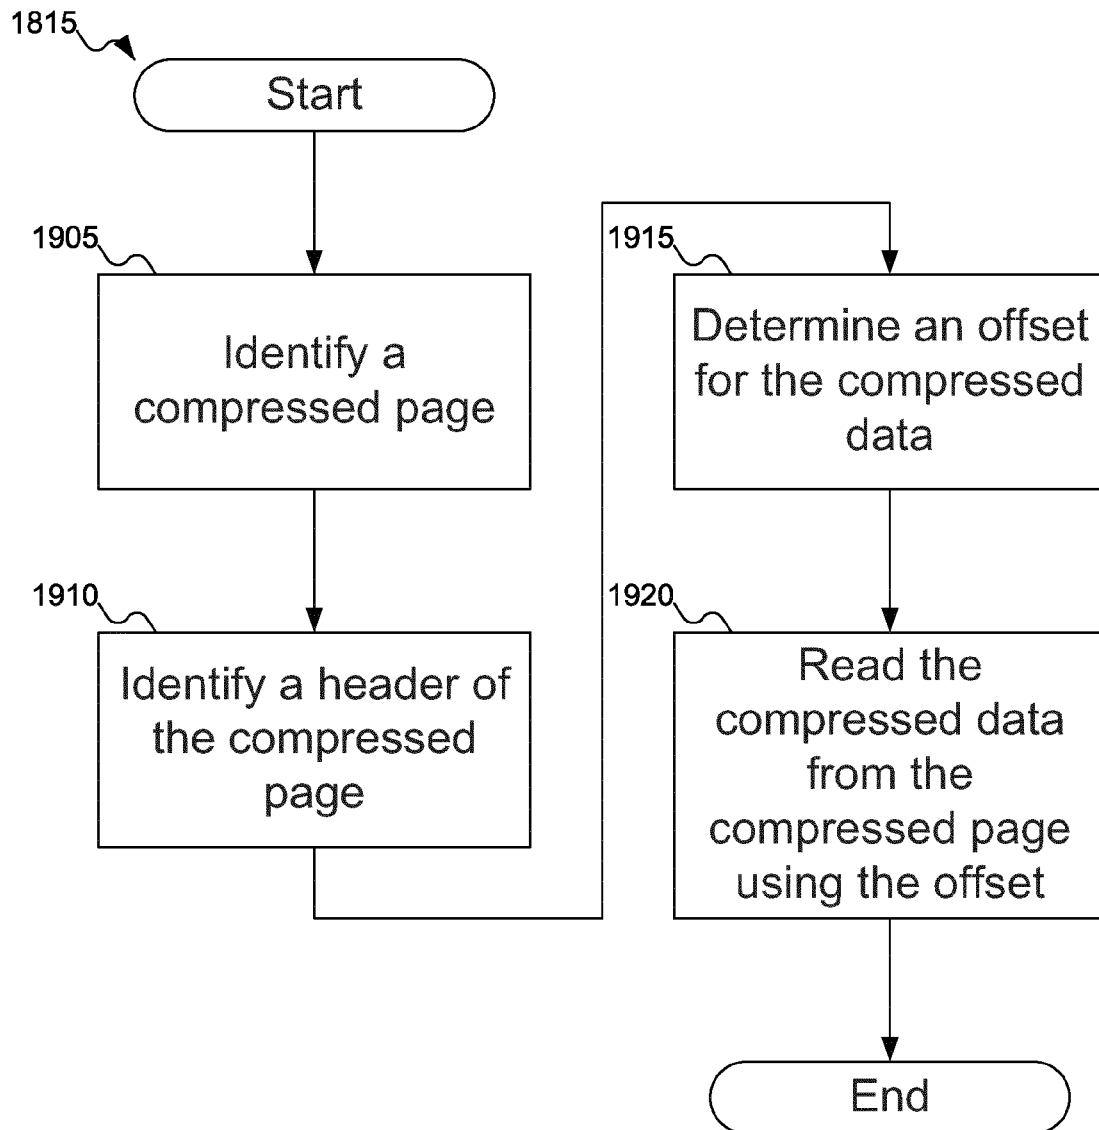 1815
Start
1905
Identify a
compressed page
1910
Identify a header of
the compressed
page
1915
Determine an offset
for the compressed
data
1920
Read the
compressed data
from the
compressed page
using the offset
End